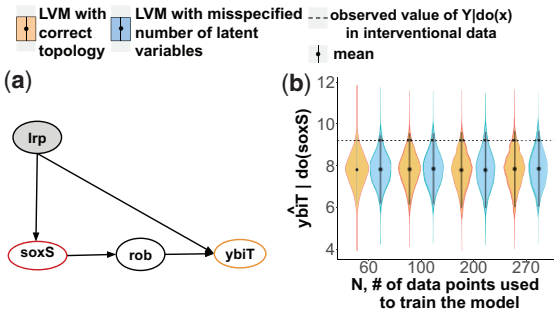 LVM with
correct
topology
LVM with misspecified
number of latent
variables
observed value of Y|do(x)
in interventional data
mean
(a)
lrp
soxS
rob
ybiT
(b)
ŷbiT | do(soxS)
12
10
8
6
4
60
100
200
270
N, # of data points used
to train the model